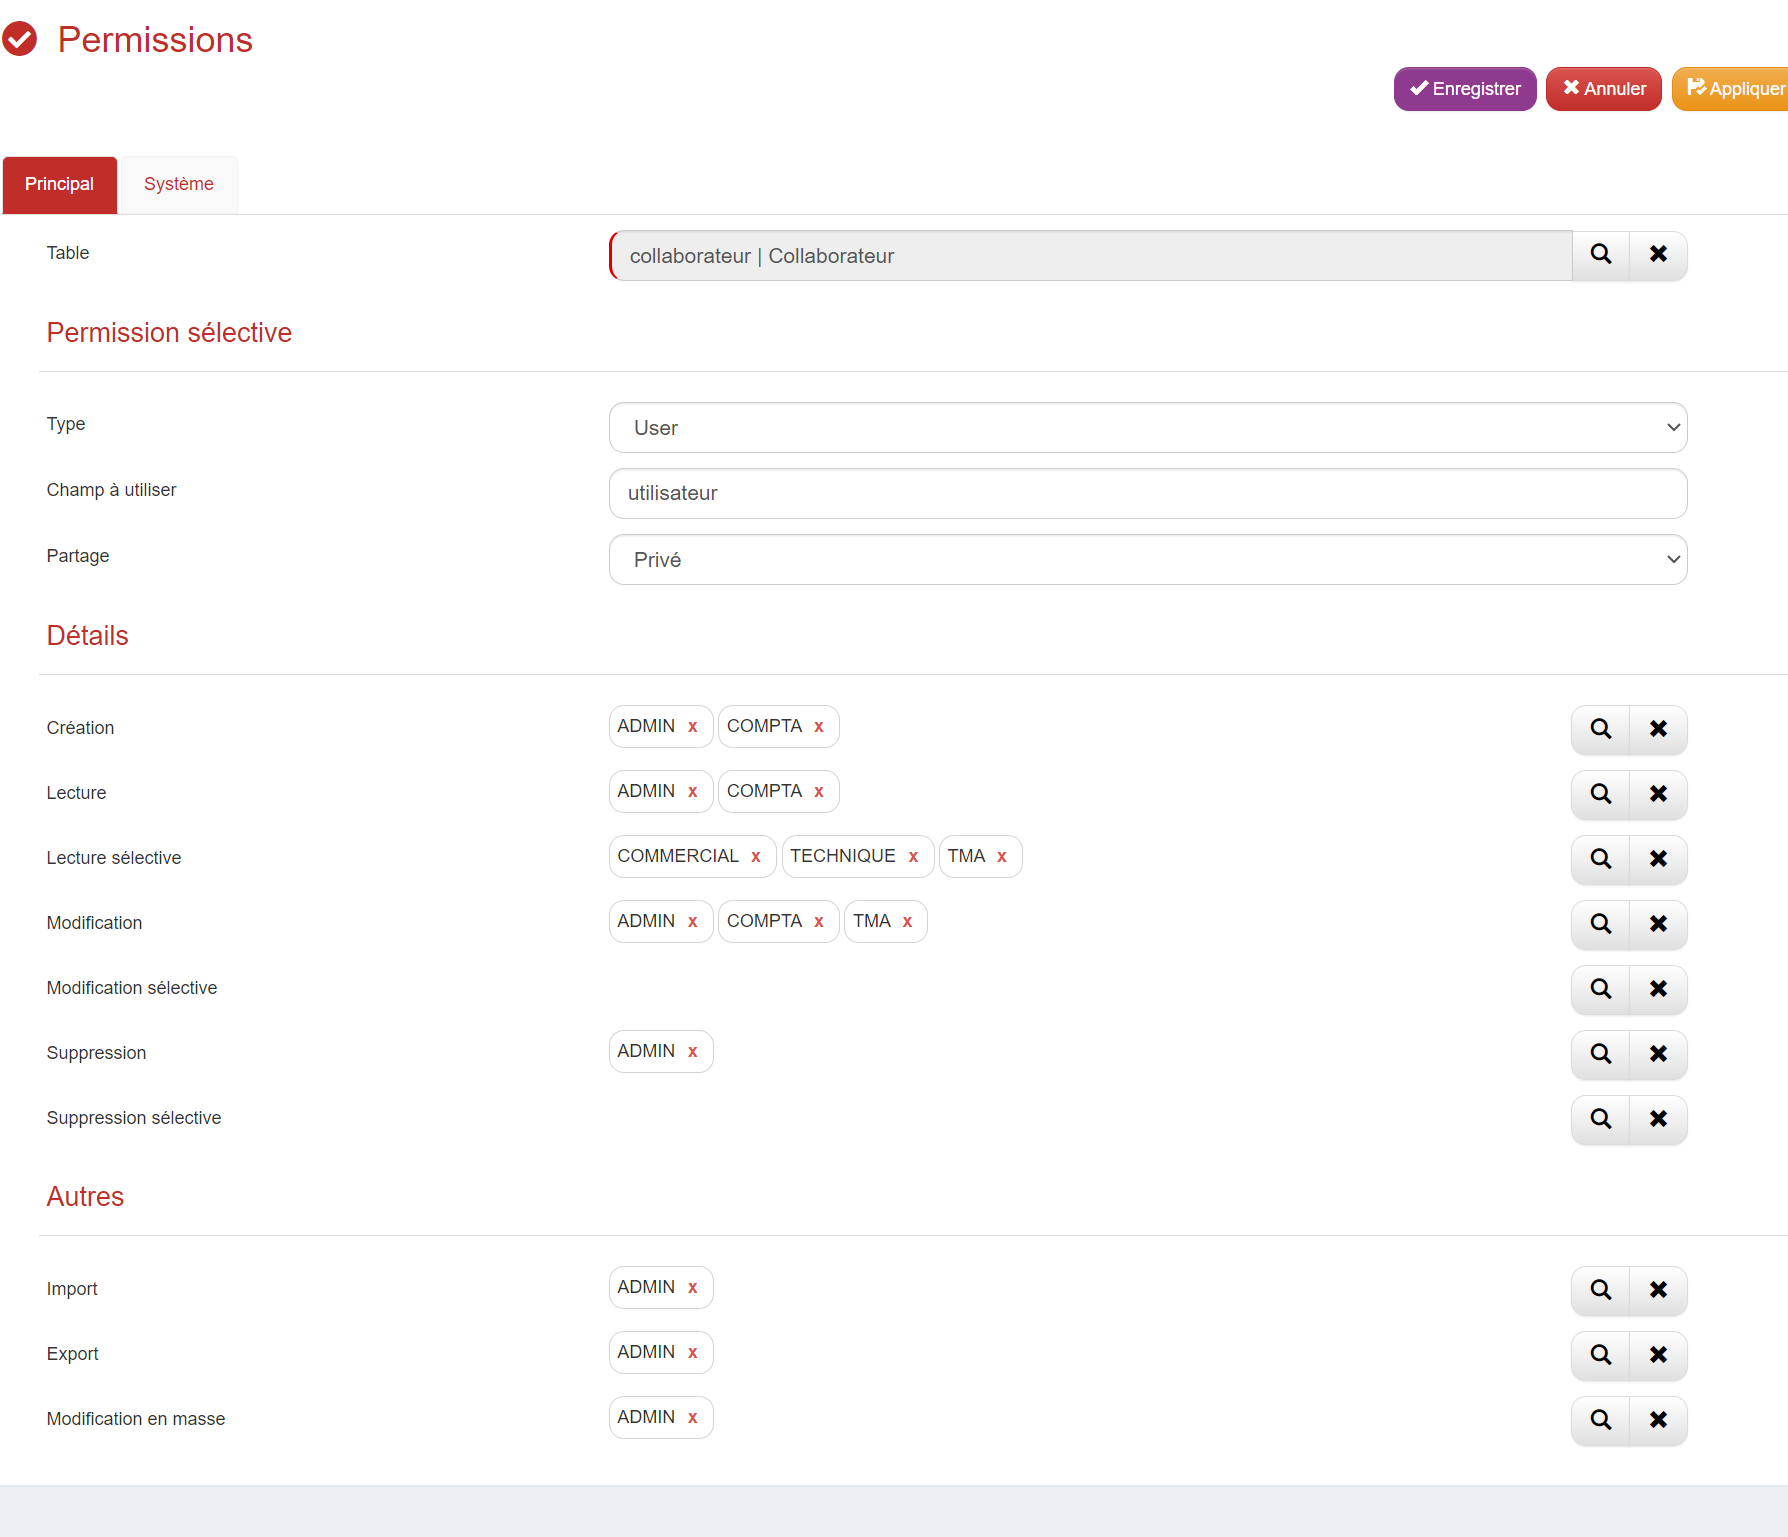 Permissions
Enregistrer Annuler Appliquer
Principal Système
Table collaborateur | Collaborateur
Permission sélective
Type User
Champ à utiliser utilisateur
Partage Privé
Détails
Création ADMIN x COMPTA x
Lecture ADMIN x COMPTA x
Lecture sélective COMMERCIAL x TECHNIQUE x TMA x
Modification ADMIN x COMPTA x TMA x
Modification sélective
Suppression ADMIN x
Suppression sélective
Autres
Import ADMIN x
Export ADMIN x
Modification en masse ADMIN x